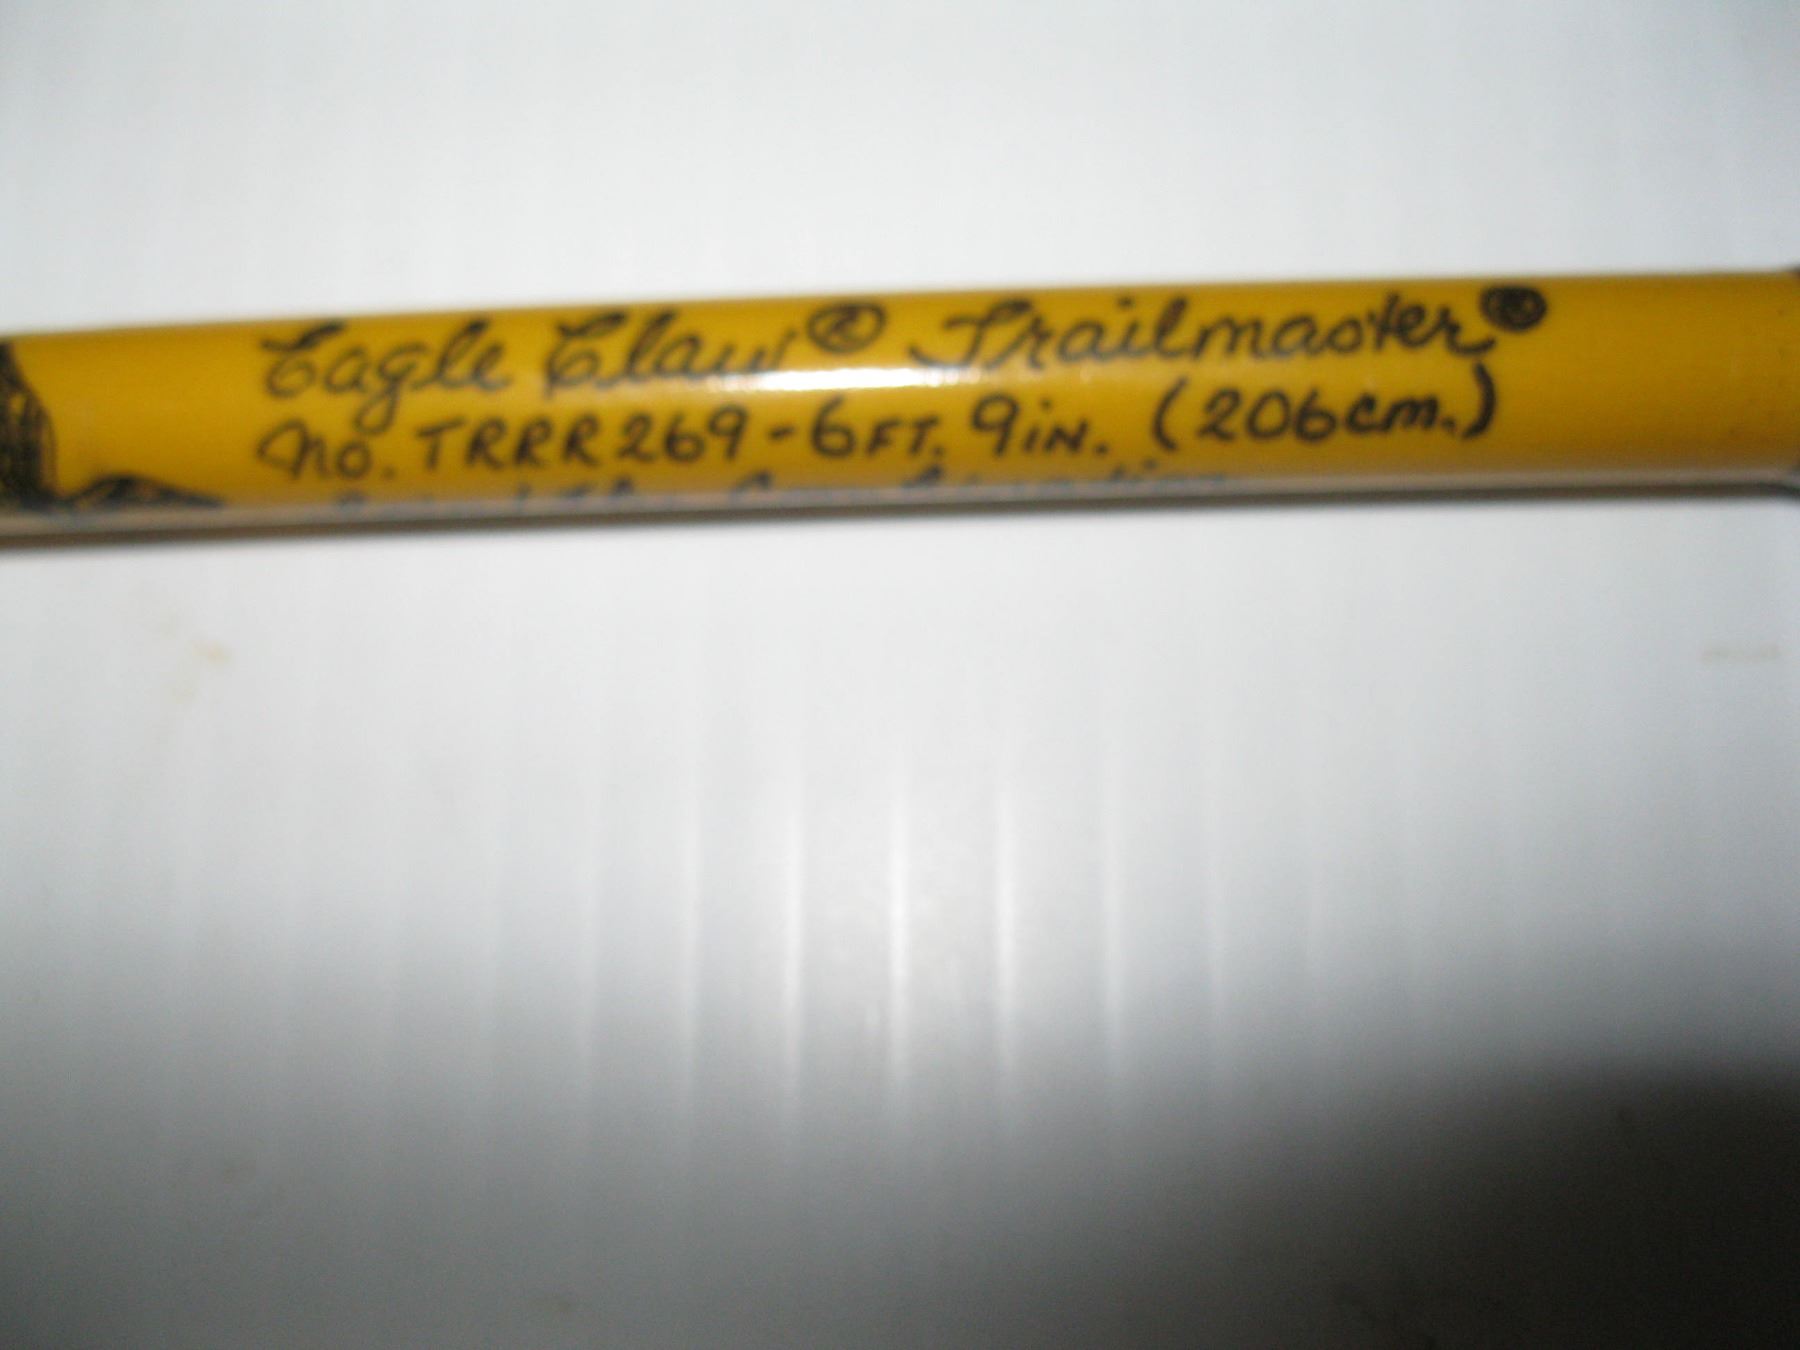 Eagle Claw® Trailmaster®
No. TRRR269-6FT. 9iN. (206cm.)